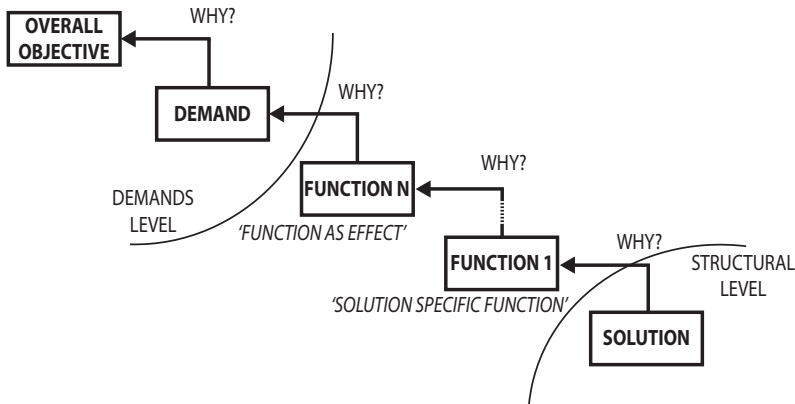 WHY?
OVERALL
OBJECTIVE
WHY?
DEMAND
WHY?
FUNCTION N
DEMANDS
LEVEL
'FUNCTION AS EFFECT'
WHY?
FUNCTION 1
STRUCTURAL
LEVEL
'SOLUTION SPECIFIC FUNCTION'
WHY?
SOLUTION